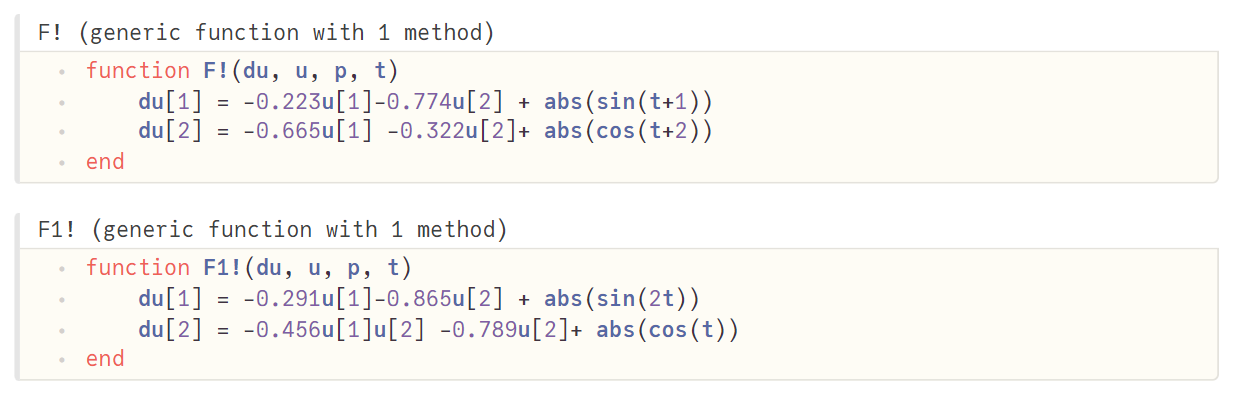 F! (generic function with 1 method)
function F!(du, u, p, t)
du[1] = -0.223u[1]-0.774u[2] + abs(sin(t+1))
du[2] = -0.665u[1] -0.322u[2]+ abs(cos(t+2))
end
F1! (generic function with 1 method)
function F1!(du, u, p, t)
du[1] = -0.291u[1]-0.865u[2] + abs(sin(2t))
du[2] = -0.456u[1]u[2] -0.789u[2]+ abs(cos(t))
end